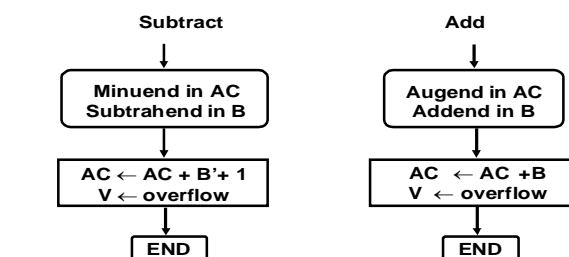 Subtract
Minuend in AC
Subtrahend in B
AC ← AC + B’+ 1
V ← overflow
END
Add
Augend in AC
Addend in B
AC ← AC +B
V ← overflow
END